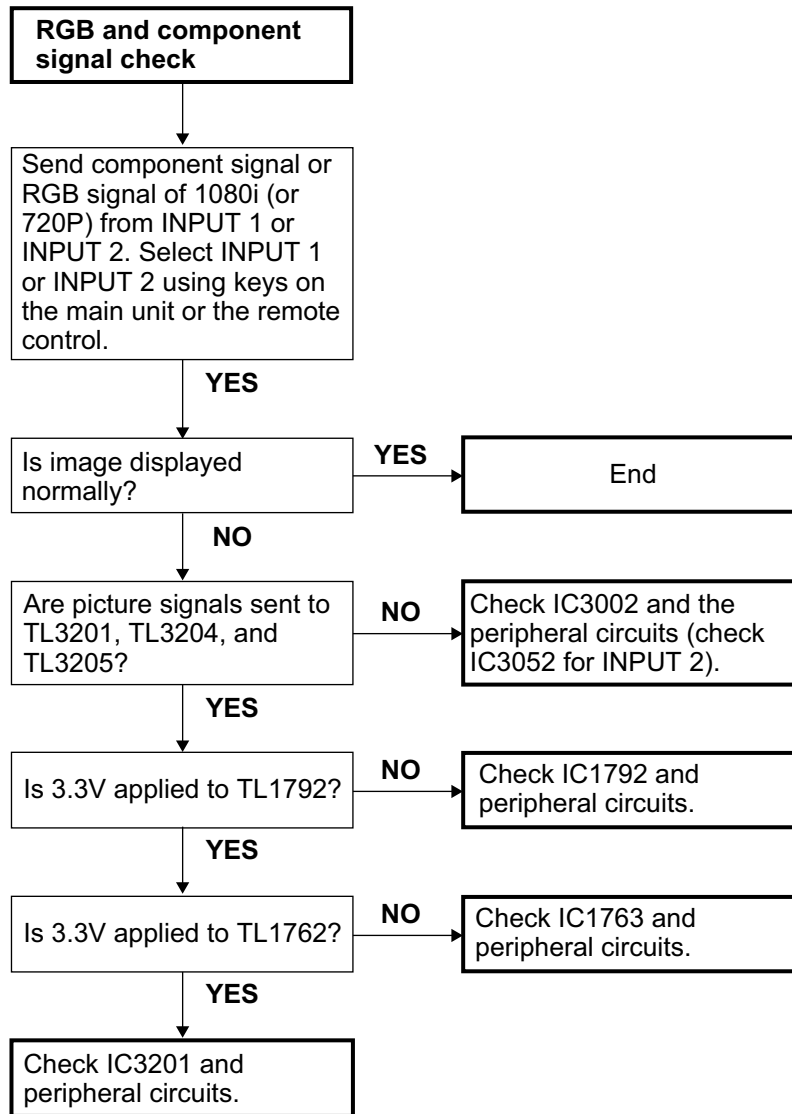 RGB and component
signal check
Send component signal or
RGB signal of 1080i (or
720P) from INPUT 1 or
INPUT 2. Select INPUT 1
or INPUT 2 using keys on
the main unit or the remote
control.
YES
Is image displayed
normally?
YES
End
NO
Are picture signals sent to
TL3201, TL3204, and
TL3205?
NO
Check IC3002 and the
peripheral circuits (check
IC3052 for INPUT 2).
YES
Is 3.3V applied to TL1792?
NO
Check IC1792 and
peripheral circuits.
YES
Is 3.3V applied to TL1762?
NO
Check IC1763 and
peripheral circuits.
YES
Check IC3201 and
peripheral circuits.